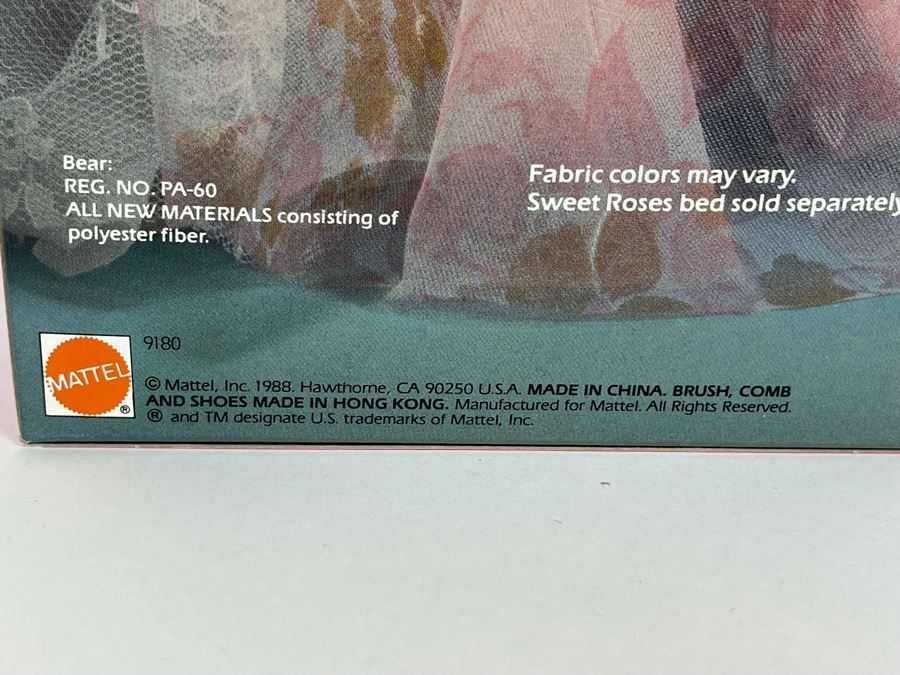 Bear:
REG. NO. PA-60
ALL NEW MATERIALS consisting of
polyester fiber.
Fabric colors may vary.
Sweet Roses bed sold separately
MATTEL
®
9180
© Mattel, Inc. 1988. Hawthorne, CA 90250 U.S.A. MADE IN CHINA. BRUSH, COMB
AND SHOES MADE IN HONG KONG. Manufactured for Mattel. All Rights Reserved.
® and TM designate U.S. trademarks of Mattel, Inc.